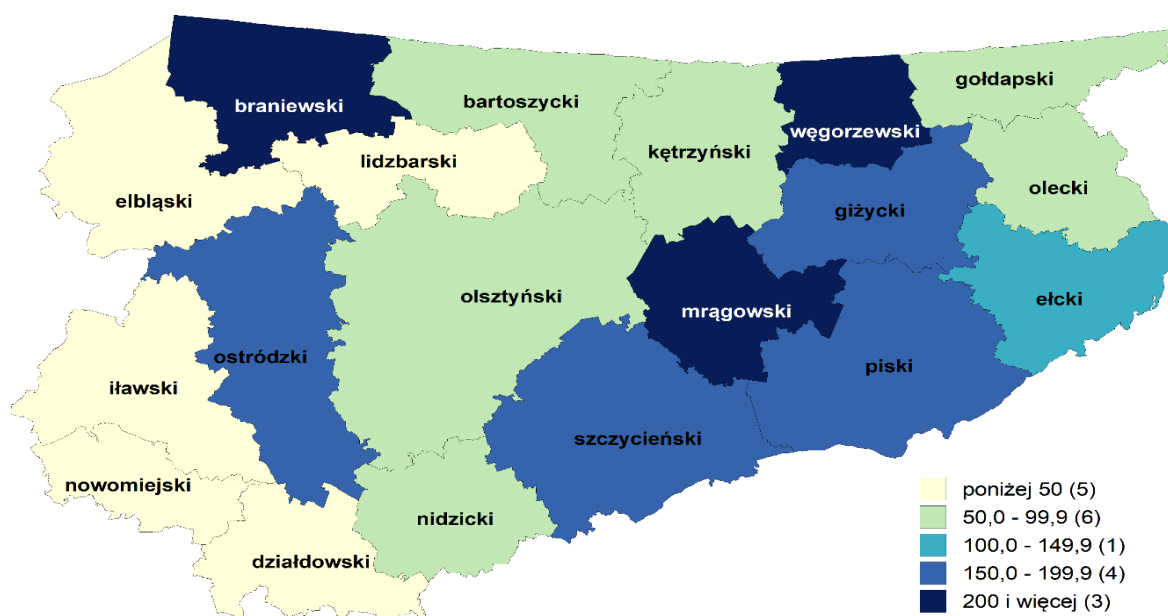 gołdapski
braniewski
bartoszycki
węgorzewski
lidzbarski
kętrzyński
olecki
elbląski
giżycki
olsztyński
ełcki
mrągowski
ostródzki
piski
iławski
szczycieński
nowomiejski
nidzicki
działdowski
poniżej 50 (5)
50,0 - 99,9 (6)
100,0 - 149,9 (1)
150,0 - 199,9 (4)
200 i więcej (3)